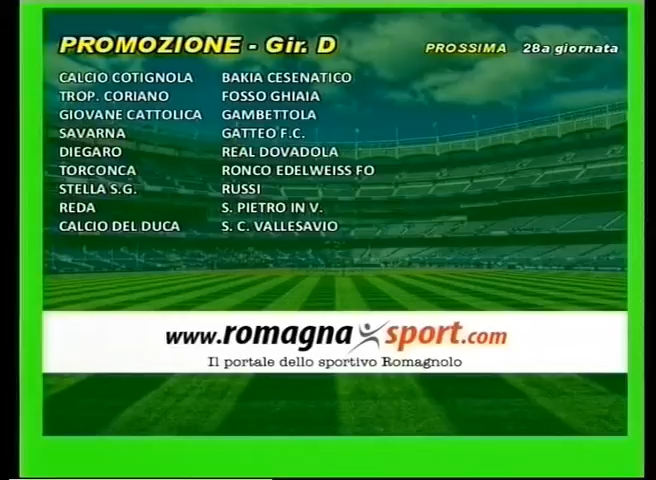 PROMOZIONE - Gir. D
PROSSIMA 28a giornata
CALCIO COTIGNOLA BAKIA CESENATICO
TROP. CORIANO FOSSO GHIAIA
GIOVANE CATTOLICA GAMBETTOLA
SAVARNA GATTEO F.C.
DIEGARO REAL DOVADOLA
TORCONCA RONCO EDELWEISS FO
STELLA S.G. RUSSI
REDA S. PIETRO IN V.
CALCIO DEL DUCA S. C. VALLESAVIO
www.romagnasport.com
Il portale dello sportivo Romagnolo